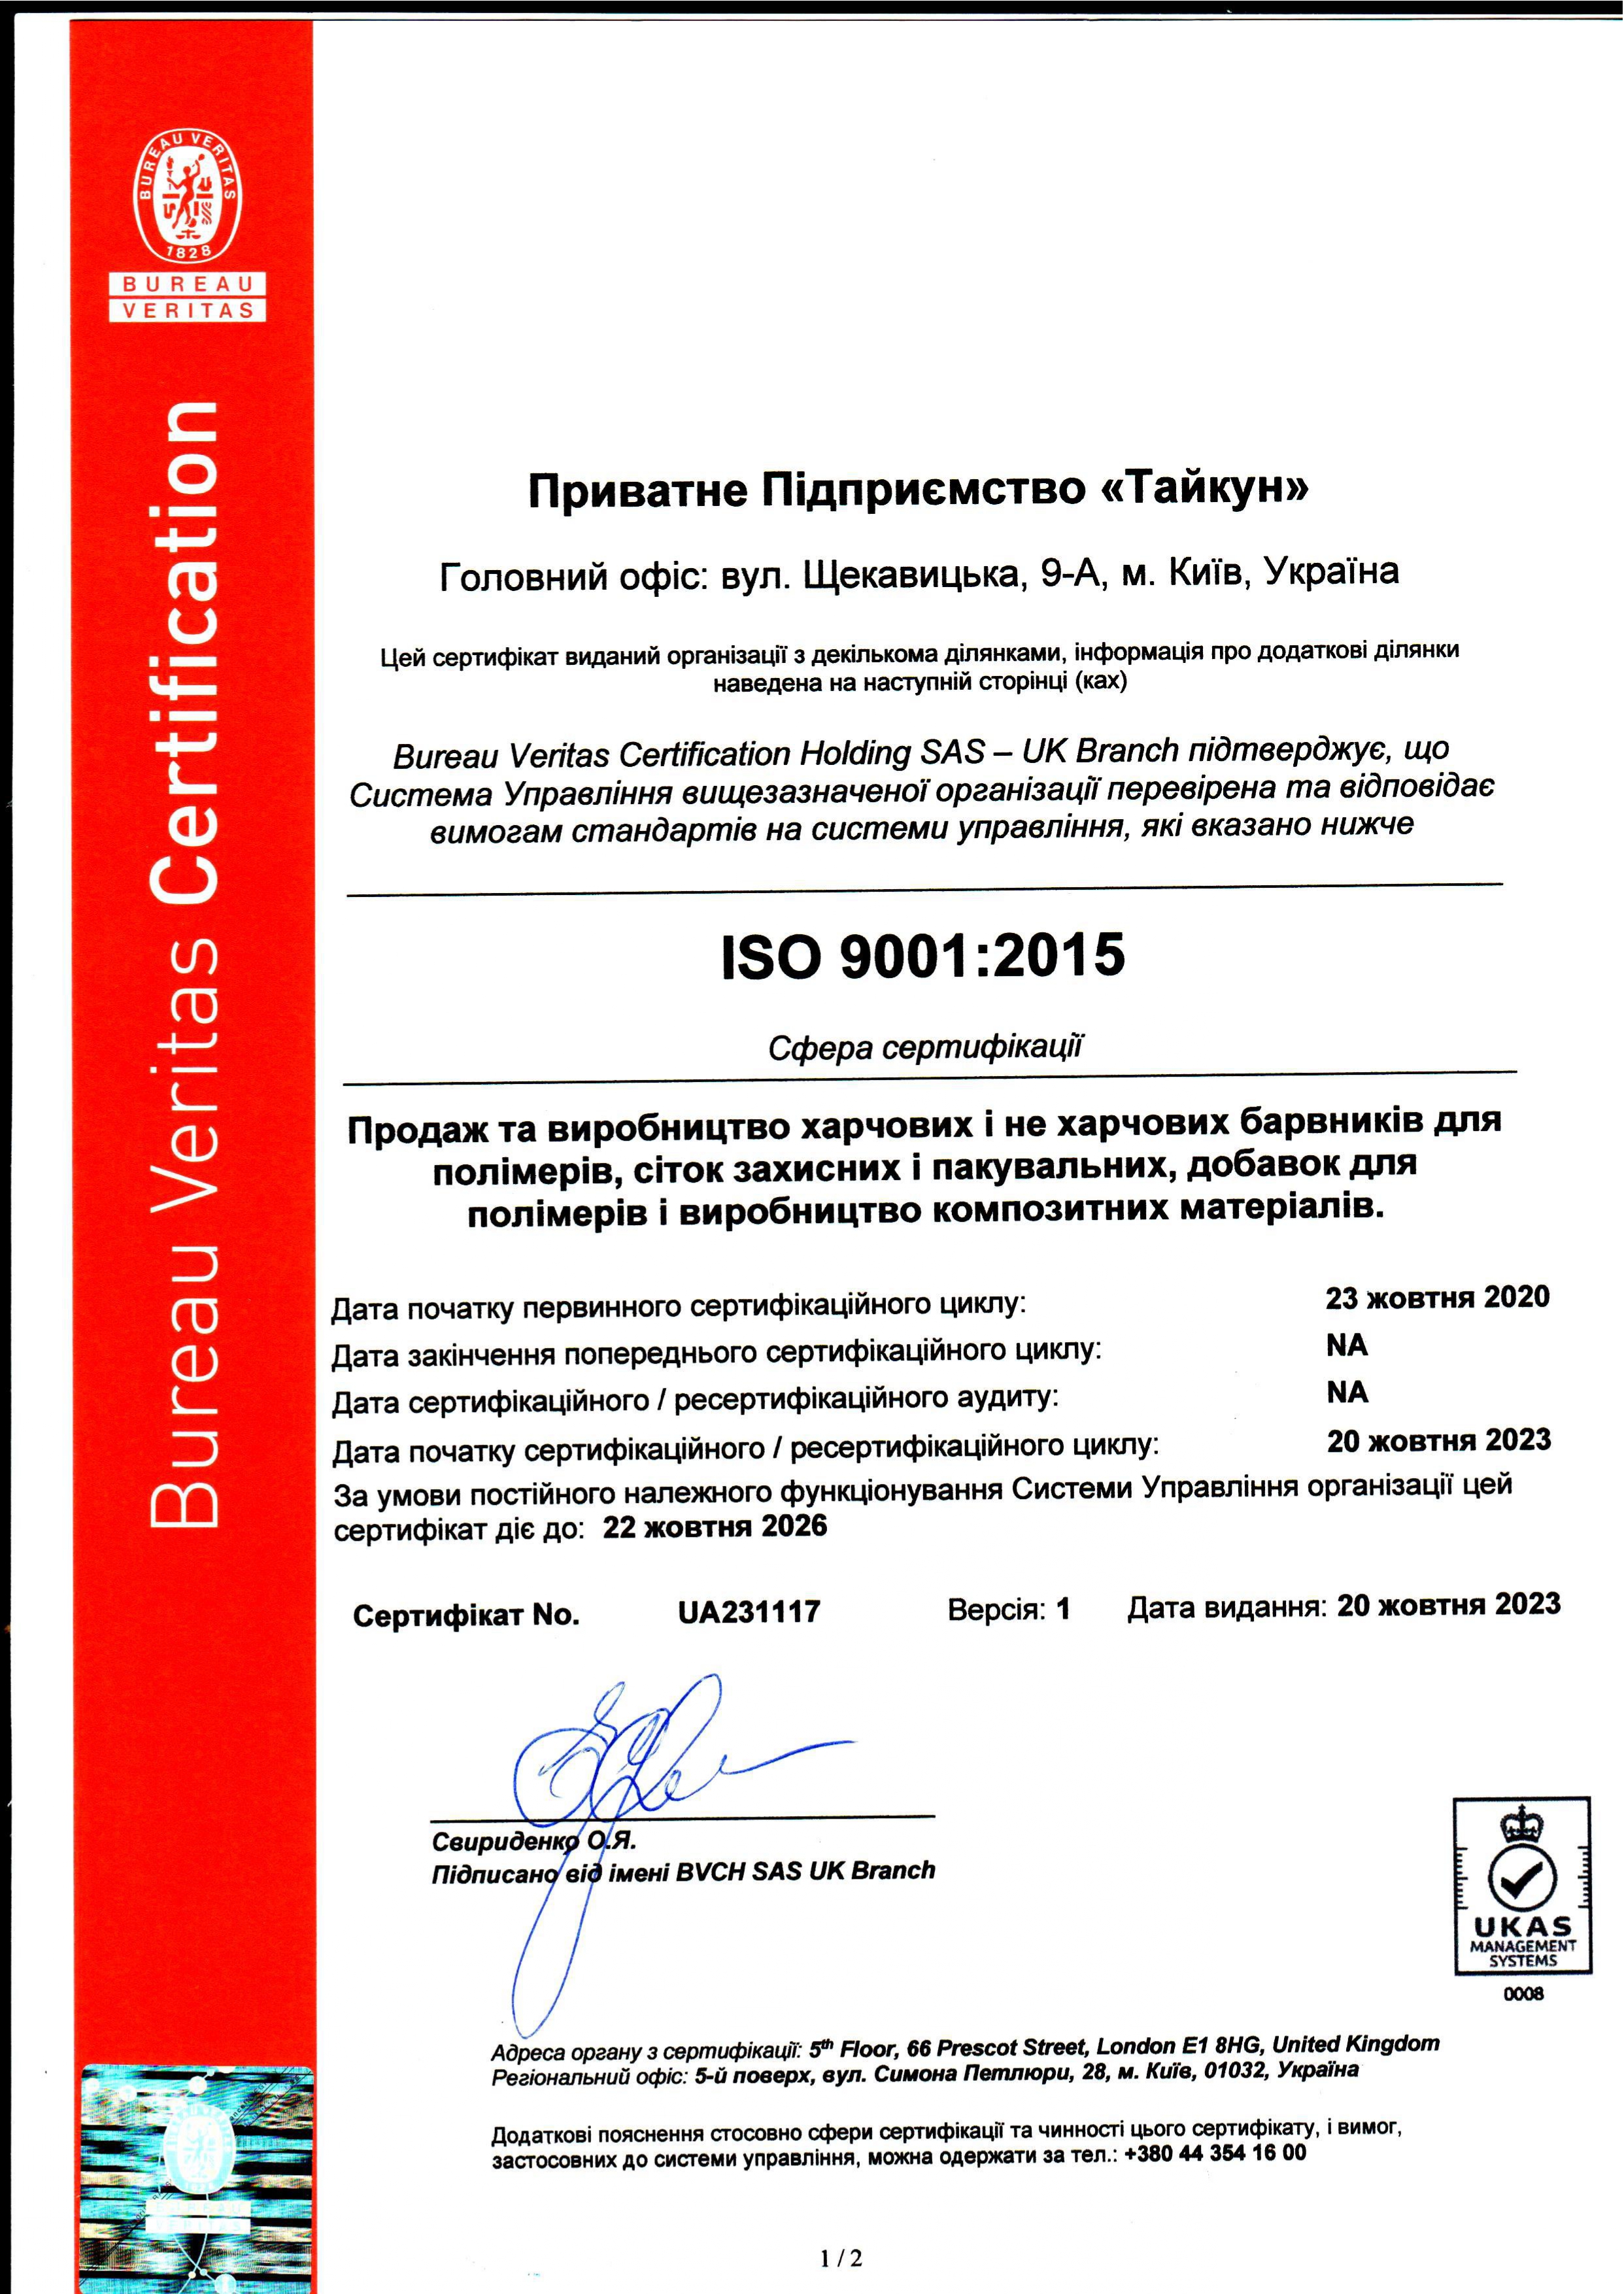 BUREAU VERITAS
1828
BUREAU
VERITAS
Bureau Veritas Certification
Приватне Підприємство «Тайкун»
Головний офіс: вул. Щекавицька, 9-А, м. Київ, Україна
Цей сертифікат виданий організації з декількома ділянками, інформація про додаткові ділянки
наведена на наступній сторінці (ках)
Bureau Veritas Certification Holding SAS – UK Branch підтверджує, що
Система Управління вищезазначеної організації перевірена та відповідає
вимогам стандартів на системи управління, які вказано нижче
ISO 9001:2015
Сфера сертифікації
Продаж та виробництво харчових і не харчових барвників для
полімерів, сіток захисних і пакувальних, добавок для
полімерів і виробництво композитних матеріалів.
Дата початку первинного сертифікаційного циклу: 23 жовтня 2020
Дата закінчення попереднього сертифікаційного циклу: NA
Дата сертифікаційного / ресертифікаційного аудиту: NA
Дата початку сертифікаційного / ресертифікаційного циклу: 20 жовтня 2023
За умови постійного належного функціонування Системи Управління організації цей
сертифікат діє до: 22 жовтня 2026
Сертифікат No. UA231117 Версія: 1 Дата видання: 20 жовтня 2023
Свириденко О.Я.
Підписано від імені BVCH SAS UK Branch
UKAS
MANAGEMENT
SYSTEMS
0008
Адреса органу з сертифікації: 5th Floor, 66 Prescot Street, London E1 8HG, United Kingdom
Регіональний офіс: 5-й поверх, вул. Симона Петлюри, 28, м. Київ, 01032, Україна
Додаткові пояснення стосовно сфери сертифікації та чинності цього сертифікату, і вимог,
застосовних до системи управління, можна одержати за тел.: +380 44 354 16 00
1 / 2